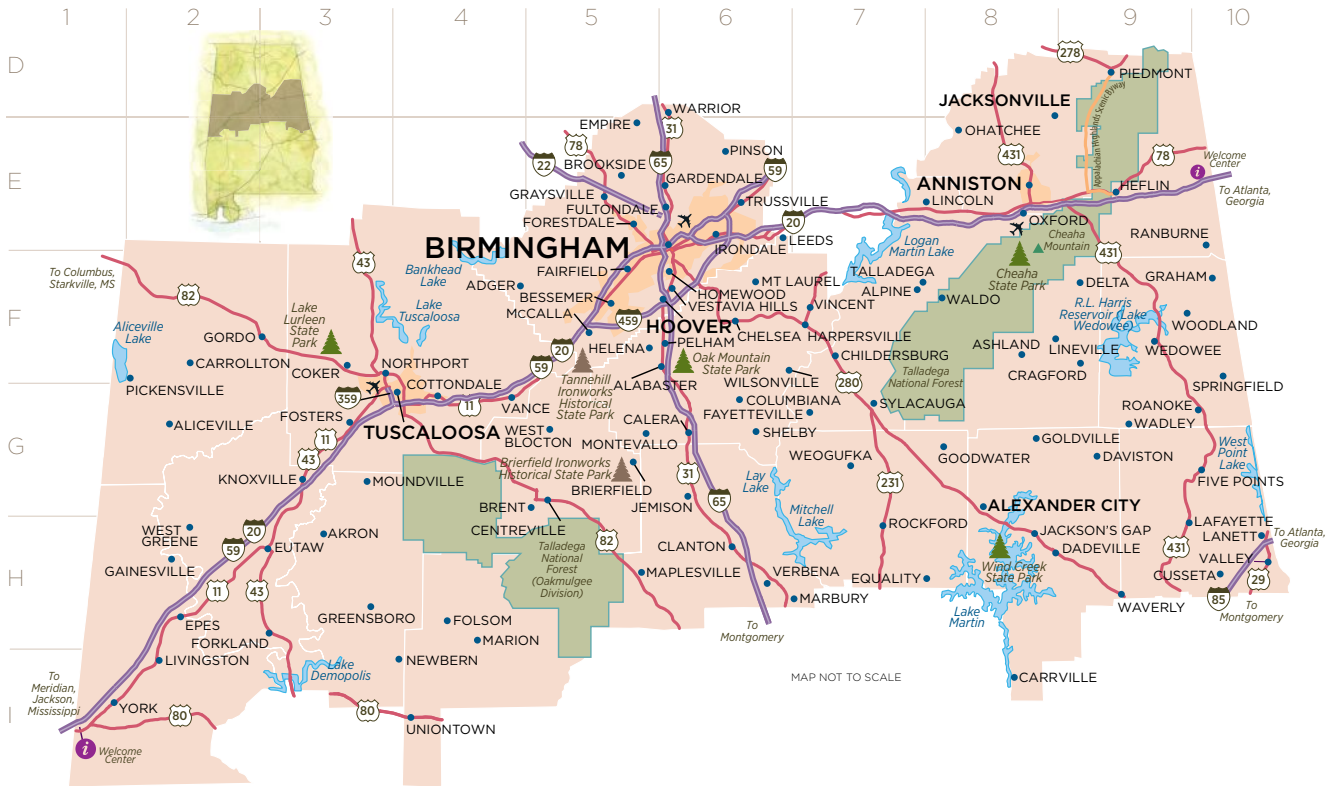 1 2 3 4 5 6 7 8 9 10
D
278
PIEDMONT
JACKSONVILLE
WARRIOR
EMPIRE
31
OHATCHEE
Appalachian Highlands Scenic Byway
78
22
BROOKSIDE
65
PINSON
59
431
78
Welcome
Center
i
E
GARDENDALE
GRAYSVILLE
FULTONDALE
TRUSSVILLE
ANNISTON
LINCOLN
HEFLIN
To Atlanta,
Georgia
FORESTDALE
20
OXFORD
Cheaha
Mountain
RANBURNE
BIRMINGHAM
IRONDALE
LEEDS
Logan
Martin Lake
431
43
To Columbus,
Starkville, MS
Bankhead
Lake
FAIRFIELD
Cheaha
State Park
TALLADEGA
ALPINE
DELTA
GRAHAM
82
ADGER
MT LAUREL
HOMEWOOD
WALDO
BESSEMER
VESTAVIA HILLS
VINCENT
R.L. Harris
Reservoir (Lake
Wedowee)
Lake
Lurleen
State
Park
Lake
Tuscaloosa
MCCALLA
459
F
Aliceville
Lake
HOOVER
CHELSEA
HARPERSVILLE
WOODLAND
GORDO
PELHAM
HELENA
ASHLAND
LINEVILLE
WEDOWEE
20
59
CHILDERSBURG
CARROLLTON
COKER
NORTHPORT
Oak Mountain
State Park
Talladega
National Forest
CRAGFORD
PICKENSVILLE
COTTONDALE
Tannehill
Ironworks
Historical
State Park
ALABASTER
WILSONVILLE
280
SPRINGFIELD
359
11
VANCE
COLUMBIANA
SYLACAUGA
ROANOKE
FOSTERS
FAYETTEVILLE
WADLEY
ALICEVILLE
TUSCALOOSA
WEST
BLOCTON
CALERA
SHELBY
G
11
MONTEVALLO
GOLDVILLE
West
Point
Lake
43
Brierfield Ironworks
Historical State Park
WEOGUFKA
GOODWATER
DAVISTON
KNOXVILLE
MOUNDVILLE
BRIERFIELD
31
Lay
Lake
231
FIVE POINTS
65
BRENT
JEMISON
ALEXANDER CITY
Mitchell
Lake
WEST
GREENE
20
AKRON
CENTREVILLE
ROCKFORD
JACKSON'S GAP
LAFAYETTE
LANETT
To Atlanta,
Georgia
59
EUTAW
Talladega
National
Forest
(Oakmulgee
Division)
82
CLANTON
DADEVILLE
431
VALLEY
H
GAINESVILLE
MAPLESVILLE
VERBENA
EQUALITY
Wind Creek
State Park
CUSSETA
29
11
43
MARBURY
WAVERLY
85
GREENSBORO
Lake
Martin
To
Montgomery
EPES
FOLSOM
To
Montgomery
FORKLAND
MARION
LIVINGSTON
Lake
Demopolis
NEWBERN
To
Meridian,
Jackson,
Mississippi
MAP NOT TO SCALE
CARRVILLE
I
YORK
80
80
UNIONTOWN
i
Welcome
Center